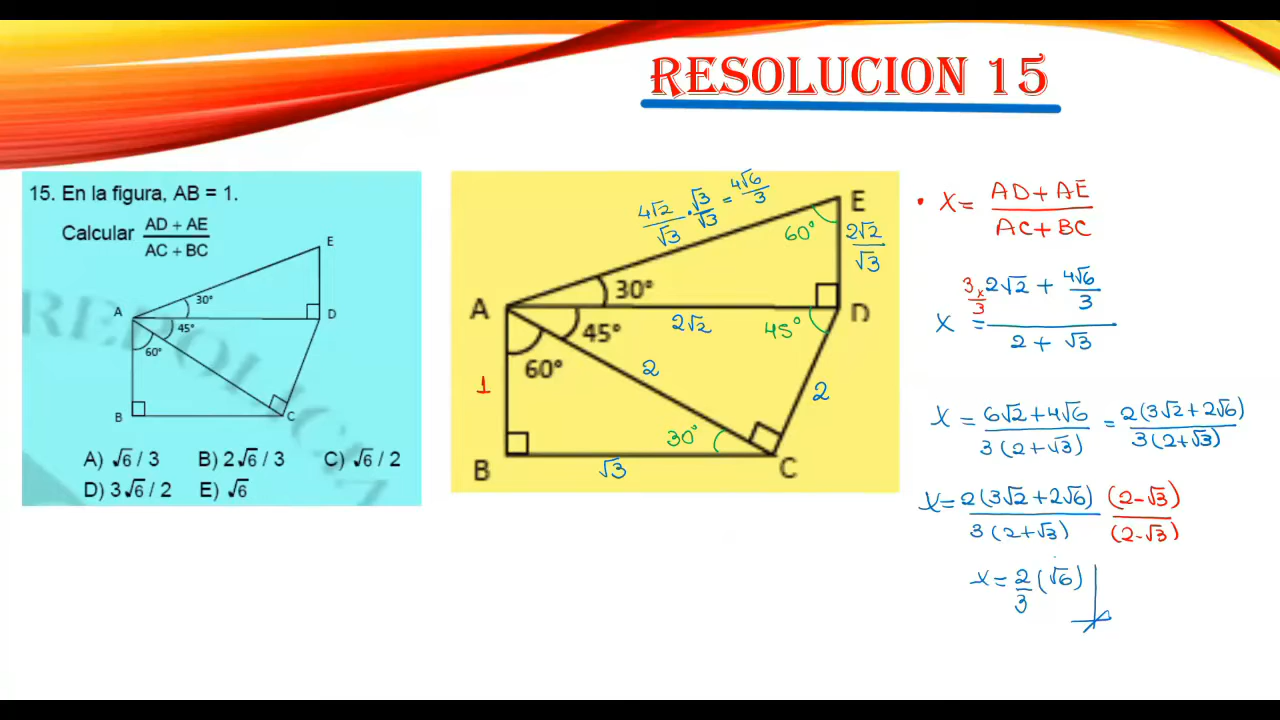 RESOLUCION 15
15. En la figura, AB = 1.
Calcular (AD + AE)/(AC + BC)
A
B
C
D
E
30°
45°
60°
REPOLICA
A) √6 / 3 B) 2√6 / 3 C) √6 / 2
D) 3√6 / 2 E) √6
4√2/√3 · √3/√3 = 4√6/3
E
60°
2√2/√3
A
30°
D
45°
2√2
45°
60°
2
2
1
30°
B
√3
C
• X = (AD + AE)/(AC + BC)
X = 3x/3 (2√2 + 4√6/3)/(2 + √3)
X = (6√2 + 4√6)/(3(2+√3)) = 2(3√2+2√6)/(3(2+√3))
X = 2(3√2+2√6)/(3(2+√3)) (2-√3)/(2-√3)
X = 2/3 (√6)